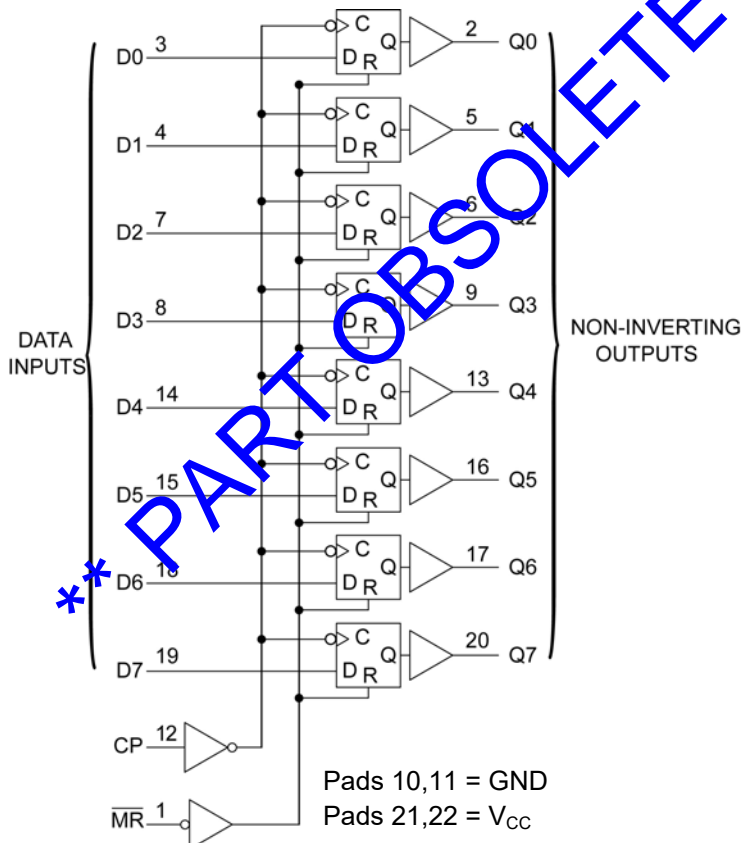 C
D
R
Q
2
Q0
D0
3
C
D
R
Q
5
Q1
D1
4
C
D
R
Q
6
Q2
D2
7
C
D
R
Q
9
Q3
D3
8
DATA
INPUTS
NON-INVERTING
OUTPUTS
C
D
R
Q
13
Q4
D4
14
C
D
R
Q
16
Q5
D5
15
C
D
R
Q
17
Q6
D6
18
C
D
R
Q
20
Q7
D7
19
CP
12
MR
1
Pads 10,11 = GND
Pads 21,22 = VCC
** PART OBSOLETE